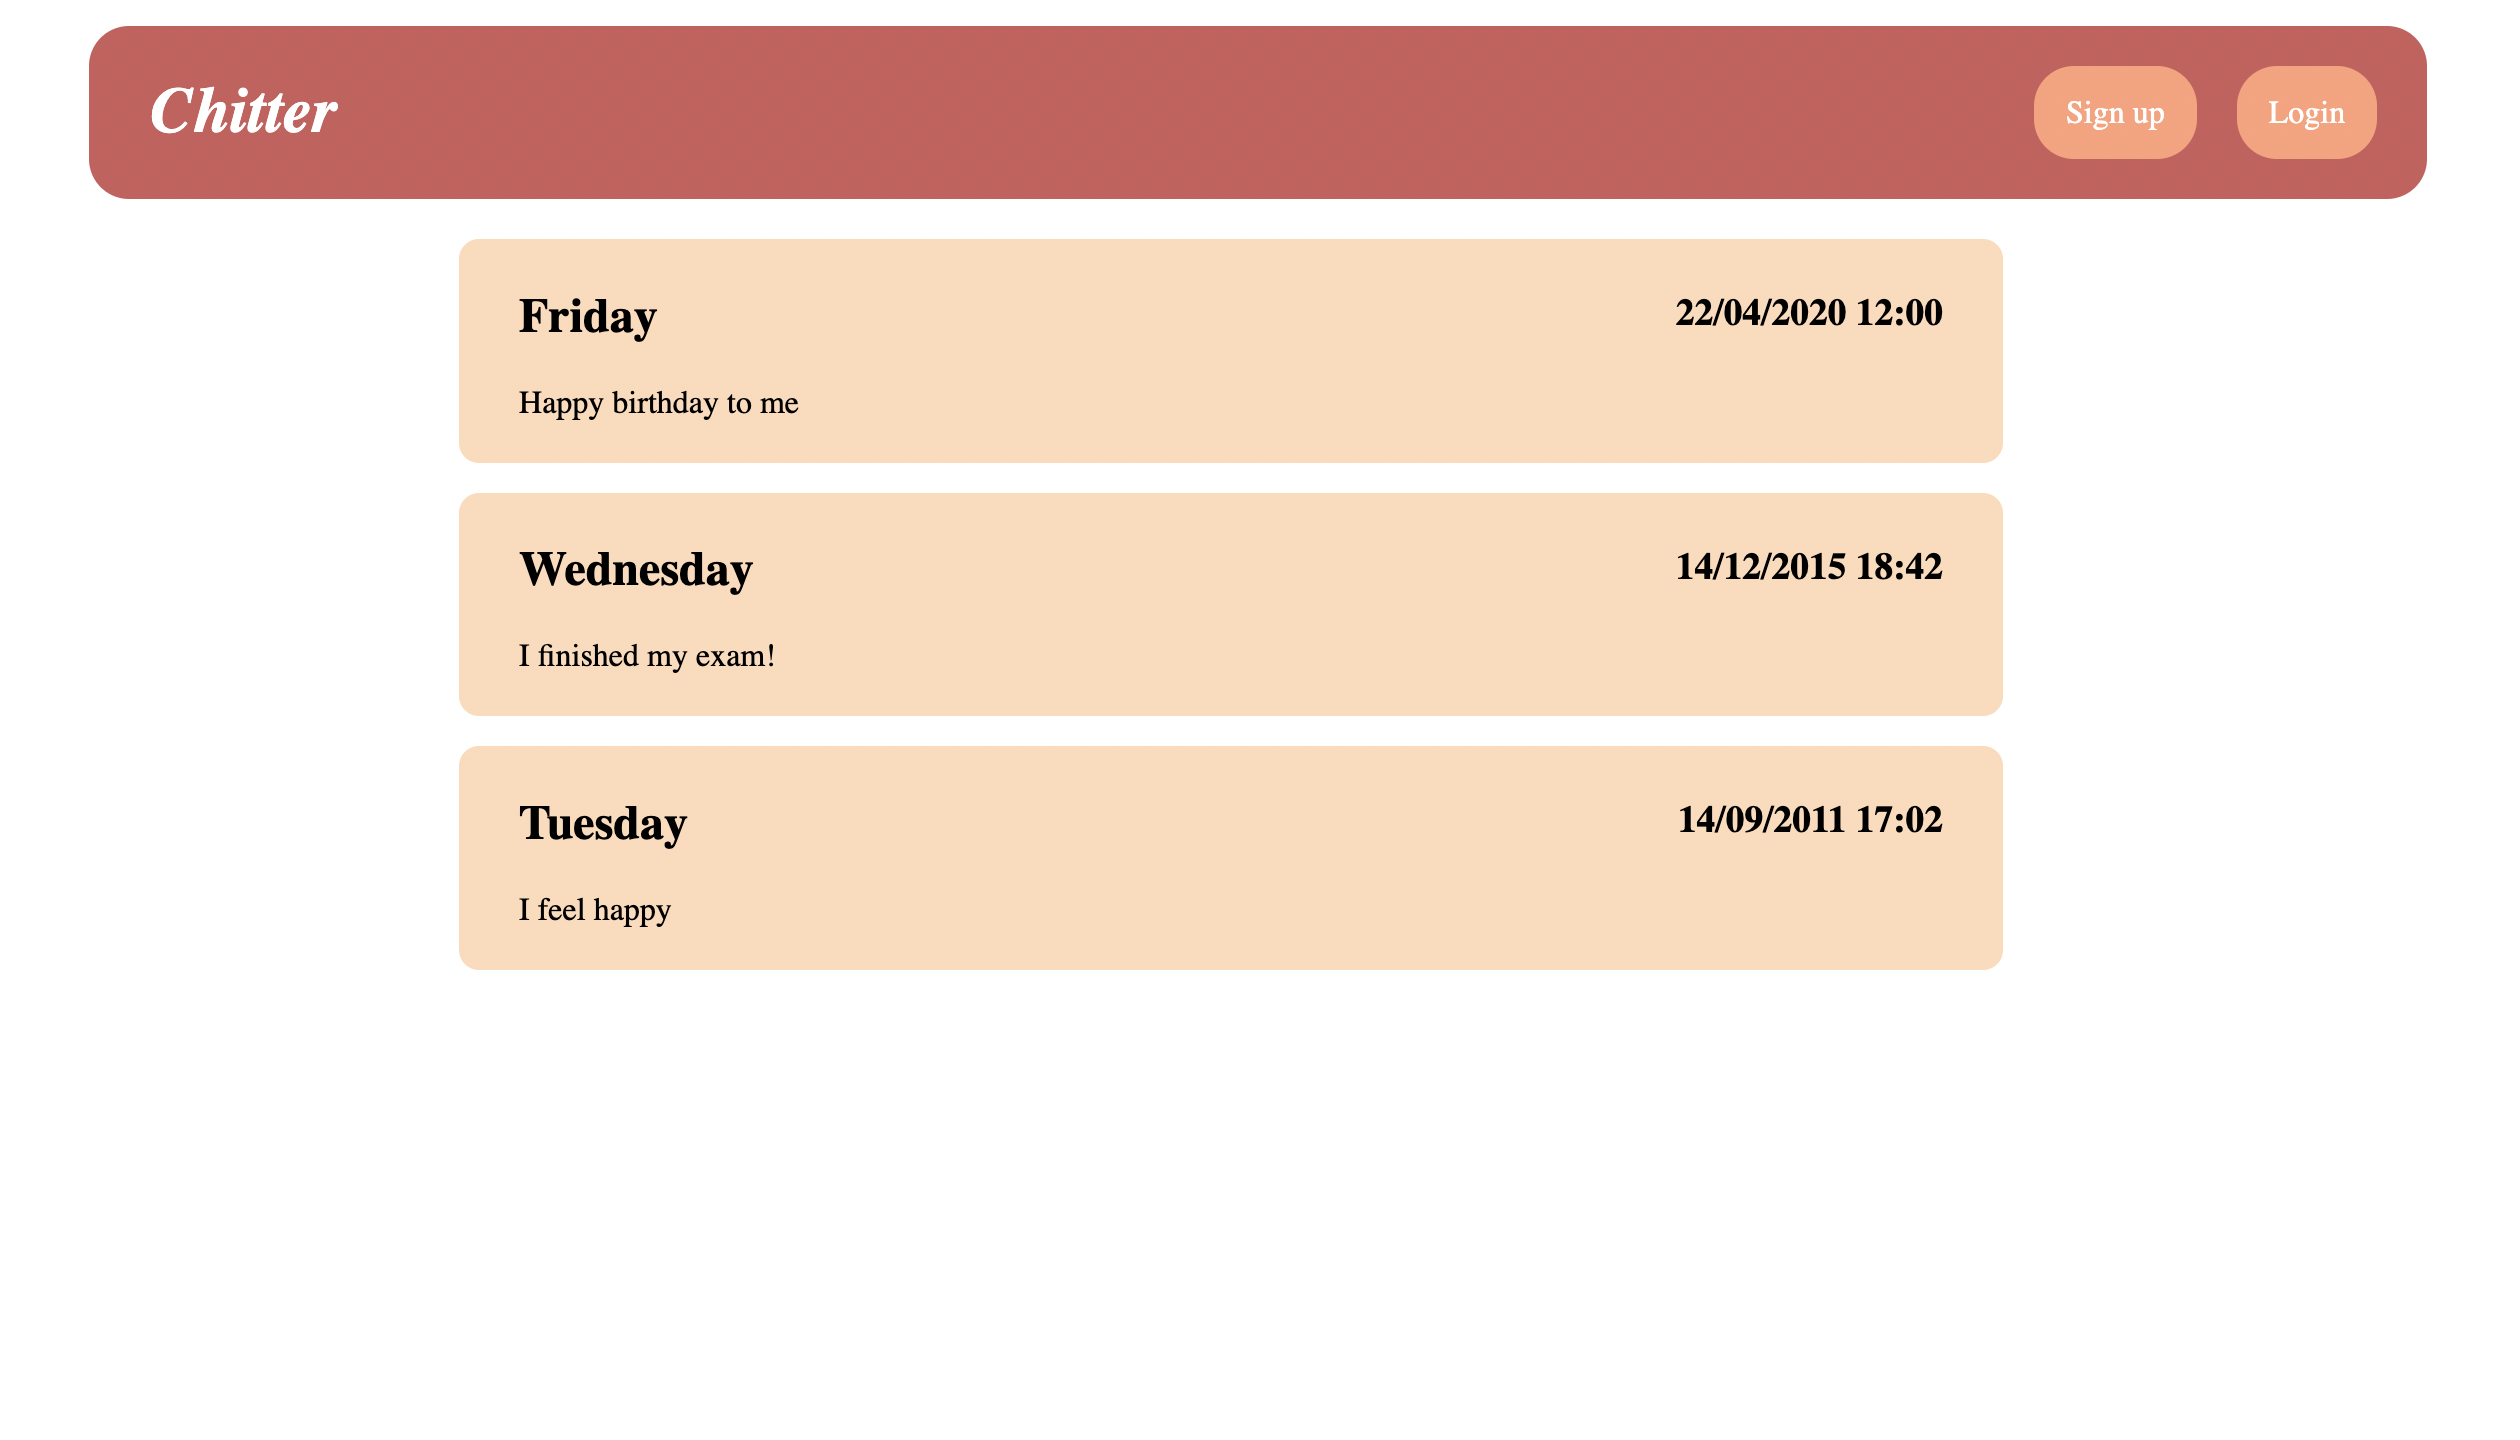 Chitter
Sign up
Login
Friday
22/04/2020 12:00
Happy birthday to me
Wednesday
14/12/2015 18:42
I finished my exam!
Tuesday
14/09/2011 17:02
I feel happy